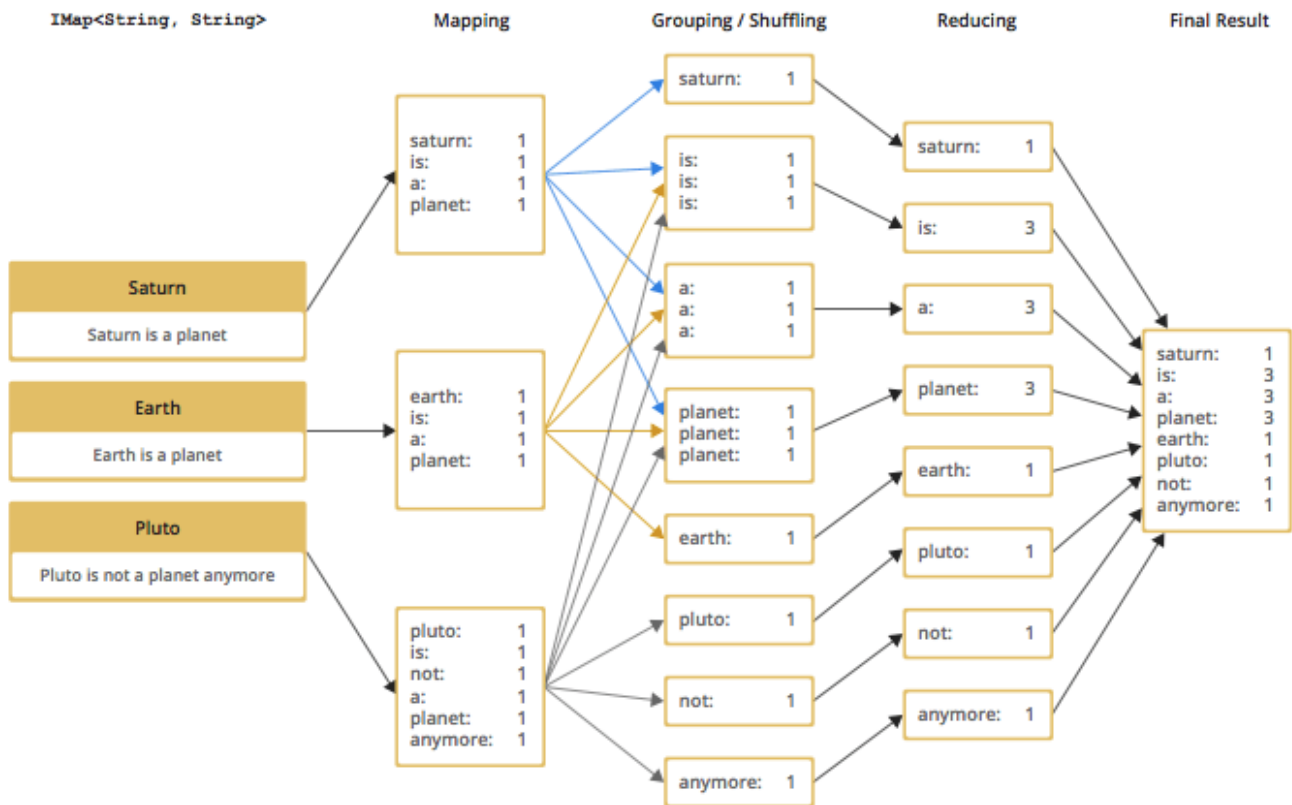 IMap<String, String>
Mapping
Grouping / Shuffling
Reducing
Final Result
Saturn
Saturn is a planet
Earth
Earth is a planet
Pluto
Pluto is not a planet anymore
saturn: 1
is: 1
a: 1
planet: 1
earth: 1
is: 1
a: 1
planet: 1
pluto: 1
is: 1
not: 1
a: 1
planet: 1
anymore: 1
saturn: 1
is: 1
is: 1
is: 1
a: 1
a: 1
a: 1
planet: 1
planet: 1
planet: 1
earth: 1
pluto: 1
not: 1
anymore: 1
saturn: 1
is: 3
a: 3
planet: 3
earth: 1
pluto: 1
not: 1
anymore: 1
saturn: 1
is: 3
a: 3
planet: 3
earth: 1
pluto: 1
not: 1
anymore: 1